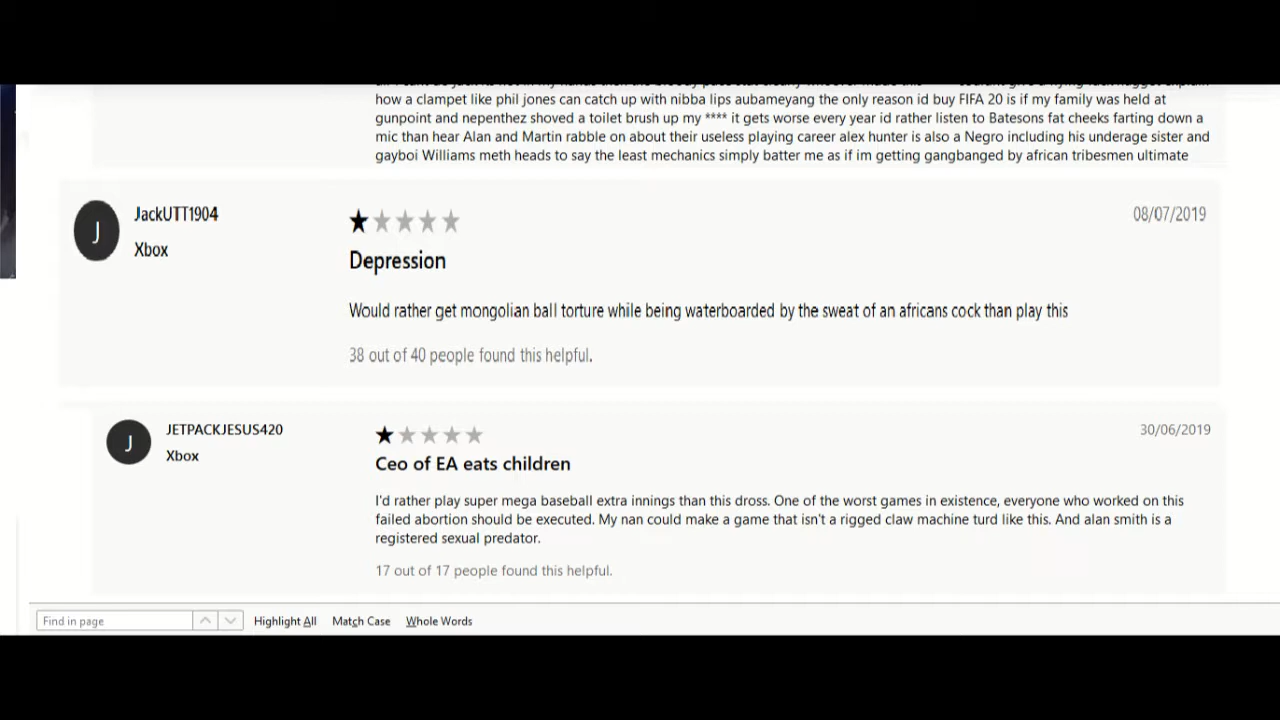 how a clampet like phil jones can catch up with nibba lips aubameyang the only reason id buy FIFA 20 is if my family was held at
gunpoint and nepenthez shoved a toilet brush up my **** it gets worse every year id rather listen to Batesons fat cheeks farting down a
mic than hear Alan and Martin rabble on about their useless playing career alex hunter is also a Negro including his underage sister and
gayboi Williams meth heads to say the least mechanics simply batter me as if im getting gangbanged by african tribesmen ultimate
J
JackUTT1904
Xbox
08/07/2019
Depression
Would rather get mongolian ball torture while being waterboarded by the sweat of an africans cock than play this
38 out of 40 people found this helpful.
J
JETPACKJESUS420
Xbox
30/06/2019
Ceo of EA eats children
I'd rather play super mega baseball extra innings than this dross. One of the worst games in existence, everyone who worked on this
failed abortion should be executed. My nan could make a game that isn't a rigged claw machine turd like this. And alan smith is a
registered sexual predator.
17 out of 17 people found this helpful.
Find in page
Highlight All
Match Case
Whole Words